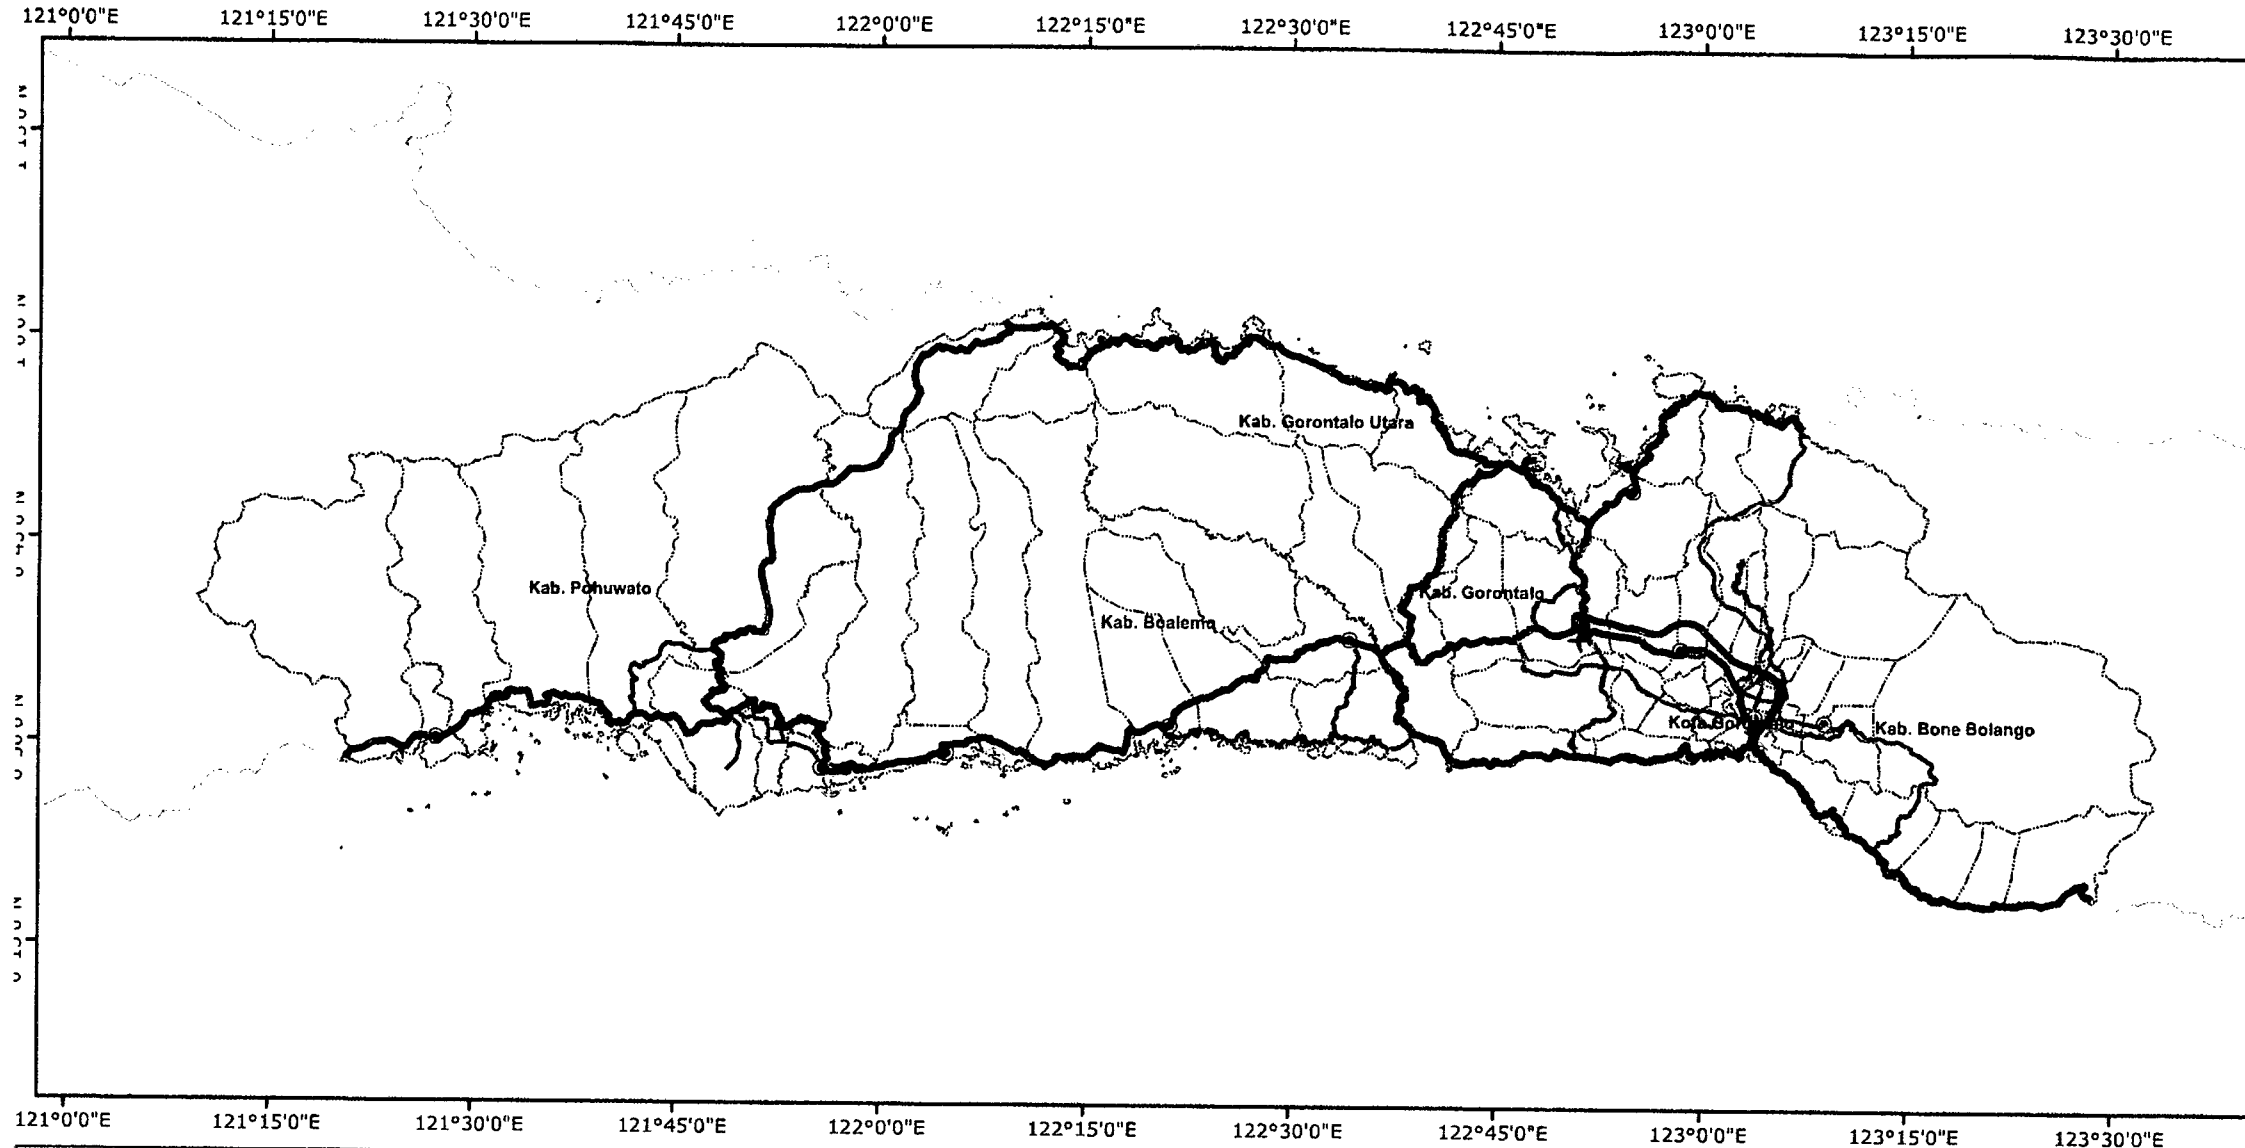 121°0'0"E 121°15'0"E 121°30'0"E 121°45'0"E 122°0'0"E 122°15'0"E 122°30'0"E 122°45'0"E 123°0'0"E 123°15'0"E 123°30'0"E
Kab. Gorontalo Utara
Kab. Pohuwato
Kab. Gorontalo
Kab. Boalemo
Kota Gorontalo
Kab. Bone Bolango
121°0'0"E 121°15'0"E 121°30'0"E 121°45'0"E 122°0'0"E 122°15'0"E 122°30'0"E 122°45'0"E 123°0'0"E 123°15'0"E 123°30'0"E